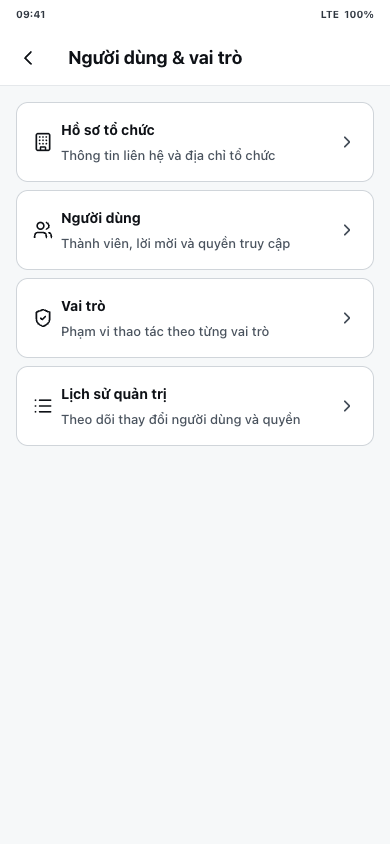 09:41
LTE 100%
Người dùng & vai trò
Hồ sơ tổ chức
Thông tin liên hệ và địa chỉ tổ chức
Người dùng
Thành viên, lời mời và quyền truy cập
Vai trò
Phạm vi thao tác theo từng vai trò
Lịch sử quản trị
Theo dõi thay đổi người dùng và quyền